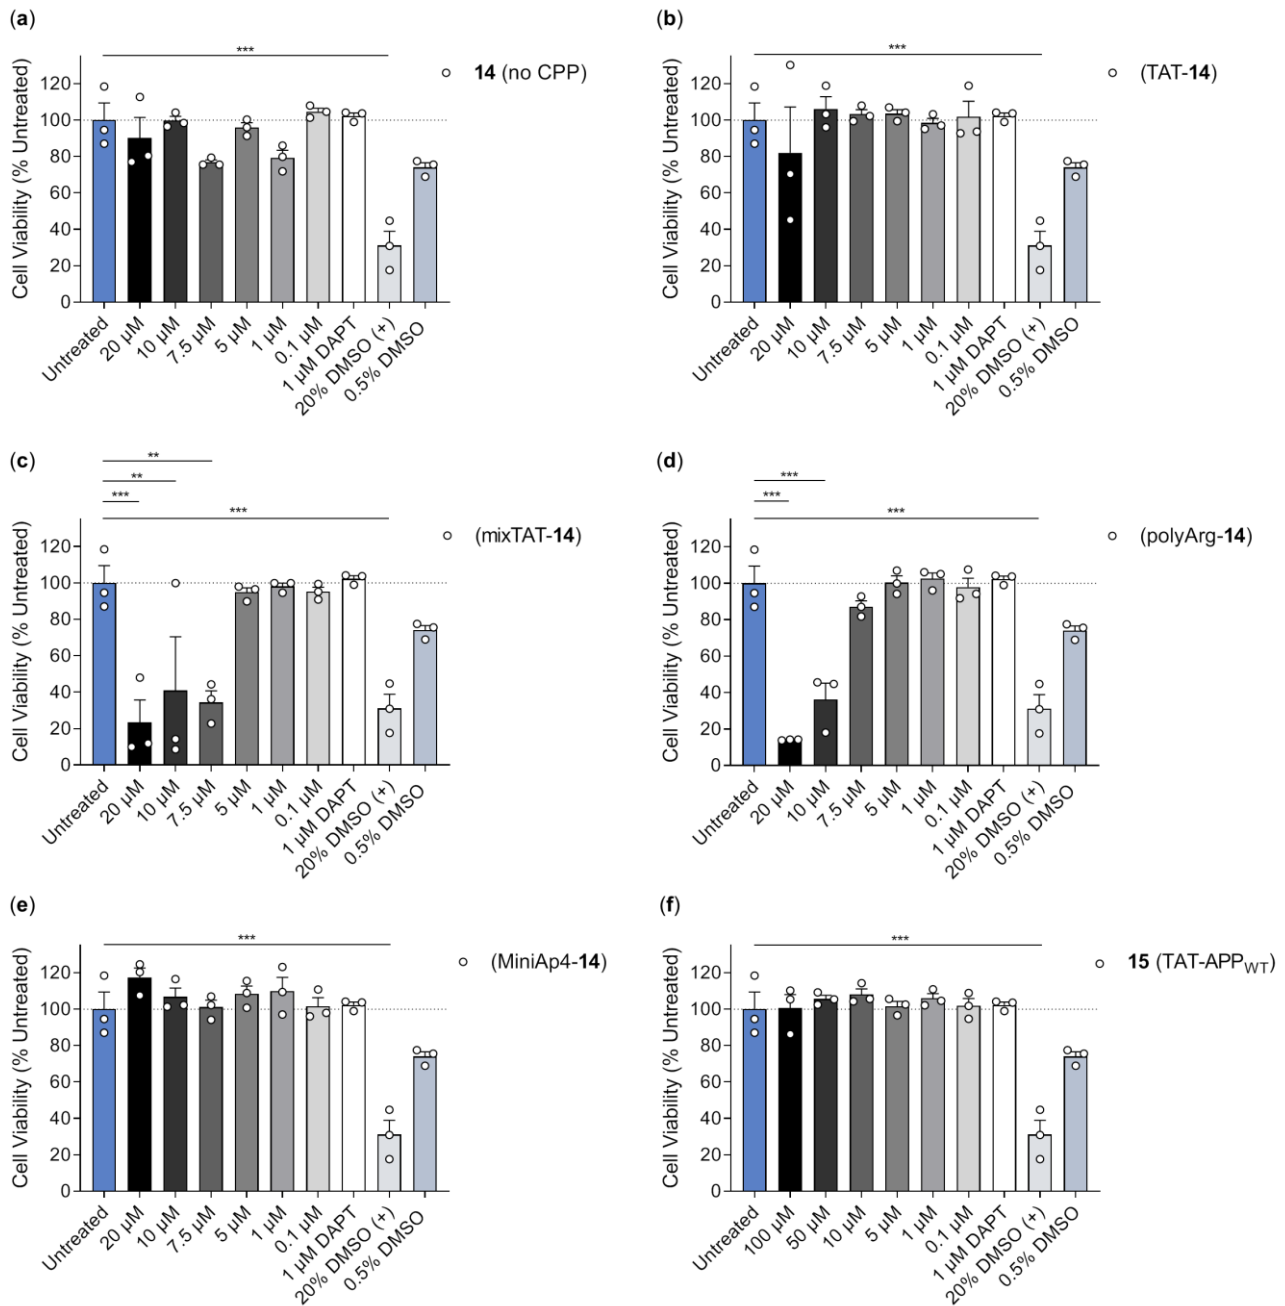 (a)
***
14 (no CPP)
Cell Viability (% Untreated)
120
100
80
60
40
20
0
Untreated
20 µM
10 µM
7.5 µM
5 µM
1 µM
0.1 µM
1 µM DAPT
20% DMSO (+)
0.5% DMSO
(b)
***
(TAT-14)
Cell Viability (% Untreated)
120
100
80
60
40
20
0
Untreated
20 µM
10 µM
7.5 µM
5 µM
1 µM
0.1 µM
1 µM DAPT
20% DMSO (+)
0.5% DMSO
(c)
**
**
***
***
(mixTAT-14)
Cell Viability (% Untreated)
120
100
80
60
40
20
0
Untreated
20 µM
10 µM
7.5 µM
5 µM
1 µM
0.1 µM
1 µM DAPT
20% DMSO (+)
0.5% DMSO
(d)
***
***
***
(polyArg-14)
Cell Viability (% Untreated)
120
100
80
60
40
20
0
Untreated
20 µM
10 µM
7.5 µM
5 µM
1 µM
0.1 µM
1 µM DAPT
20% DMSO (+)
0.5% DMSO
(e)
***
(MiniAp4-14)
Cell Viability (% Untreated)
120
100
80
60
40
20
0
Untreated
20 µM
10 µM
7.5 µM
5 µM
1 µM
0.1 µM
1 µM DAPT
20% DMSO (+)
0.5% DMSO
(f)
***
15 (TAT-APPWT)
Cell Viability (% Untreated)
120
100
80
60
40
20
0
Untreated
100 µM
50 µM
10 µM
5 µM
1 µM
0.1 µM
1 µM DAPT
20% DMSO (+)
0.5% DMSO